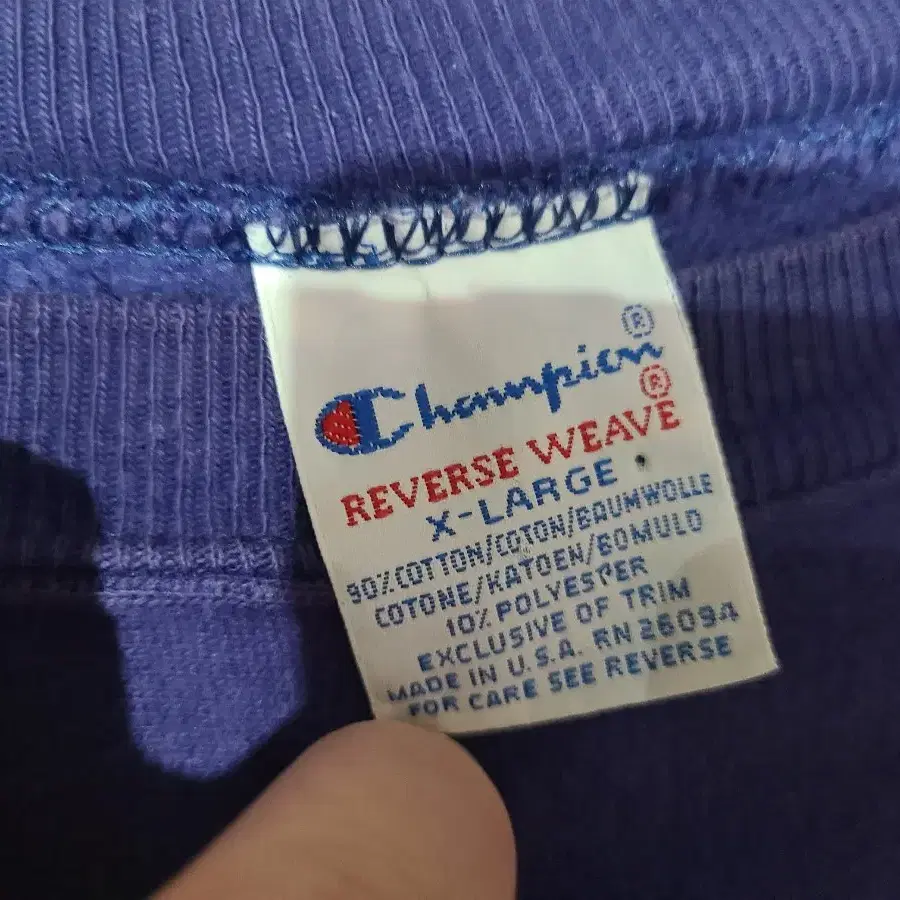 Champion®
REVERSE WEAVE®
X-LARGE
90% COTTON/COTON/BAUMWOLLE
COTONE/KATOEN/BOMULD
10% POLYESTER
EXCLUSIVE OF TRIM
MADE IN U.S.A. RN 26094
FOR CARE SEE REVERSE